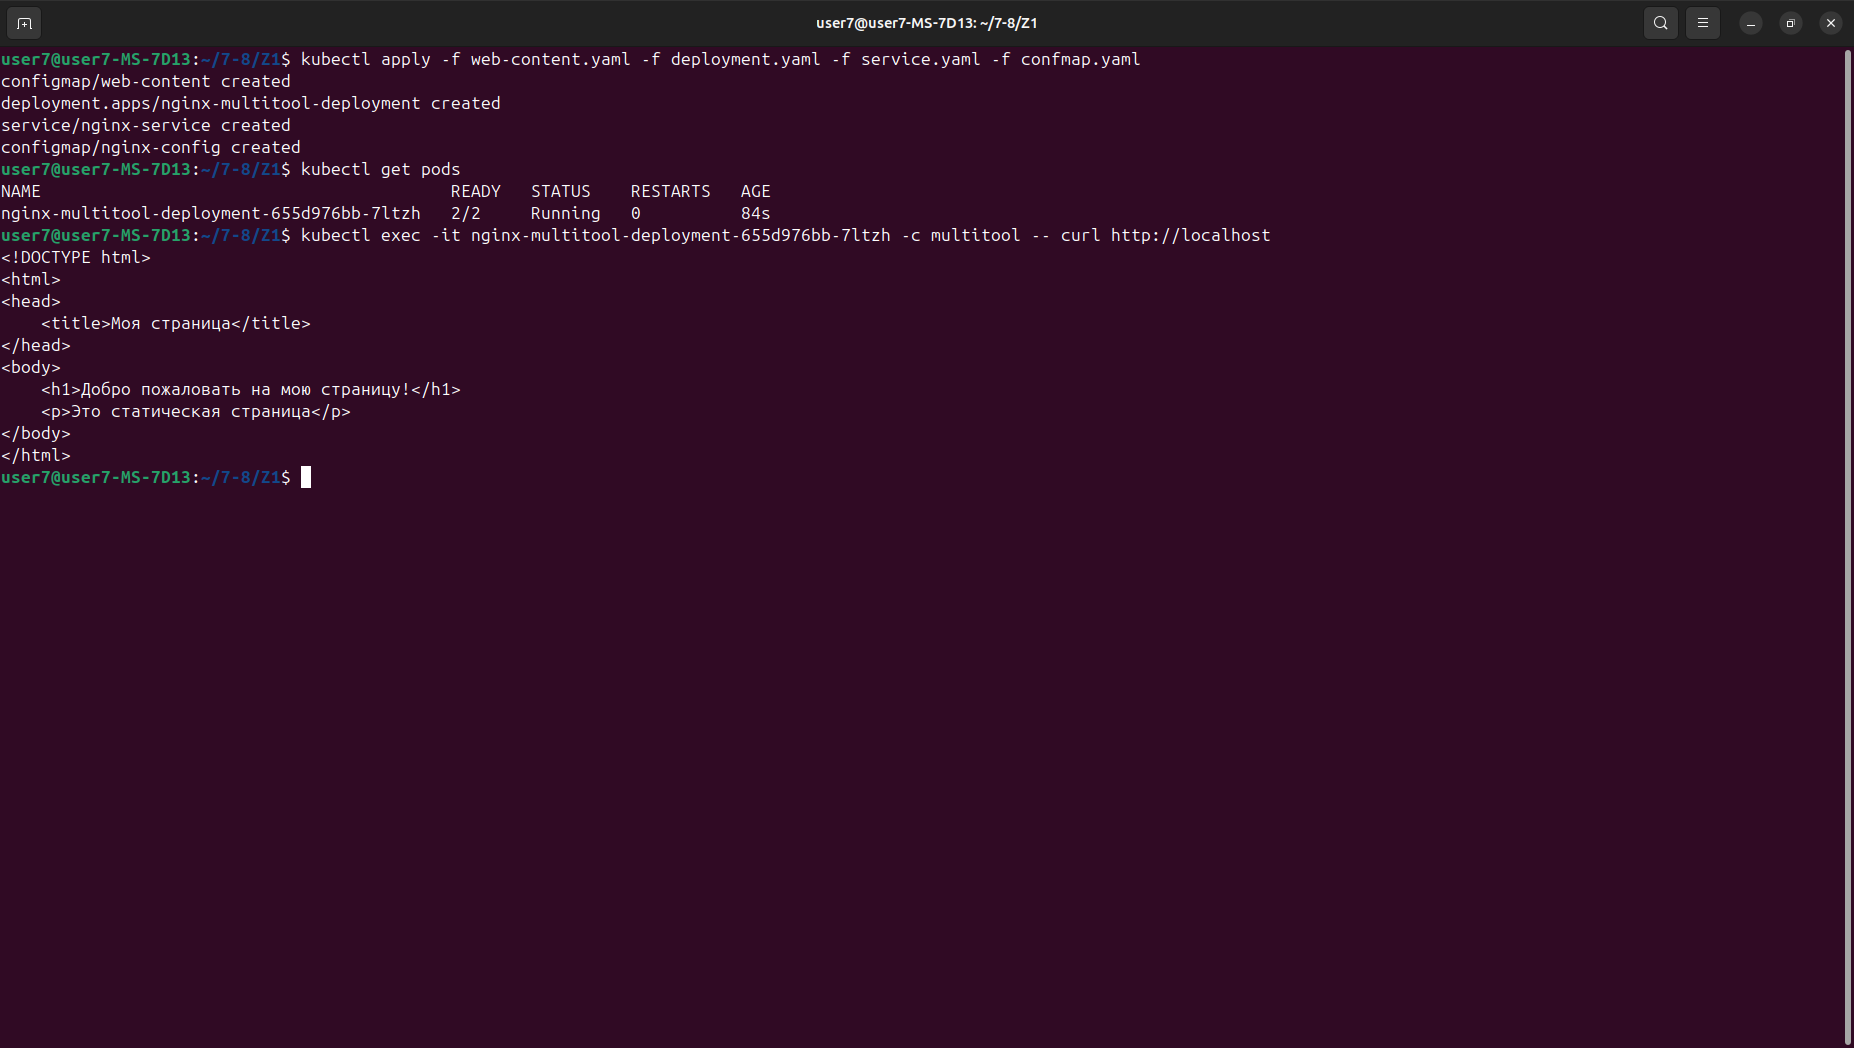 user7@user7-MS-7D13: ~/7-8/Z1
user7@user7-MS-7D13:~/7-8/Z1$ kubectl apply -f web-content.yaml -f deployment.yaml -f service.yaml -f confmap.yaml
configmap/web-content created
deployment.apps/nginx-multitool-deployment created
service/nginx-service created
configmap/nginx-config created
user7@user7-MS-7D13:~/7-8/Z1$ kubectl get pods
NAME                                         READY   STATUS    RESTARTS   AGE
nginx-multitool-deployment-655d976bb-7ltzh   2/2     Running   0          84s
user7@user7-MS-7D13:~/7-8/Z1$ kubectl exec -it nginx-multitool-deployment-655d976bb-7ltzh -c multitool -- curl http://localhost
<!DOCTYPE html>
<html>
<head>
    <title>Моя страница</title>
</head>
<body>
    <h1>Добро пожаловать на мою страницу!</h1>
    <p>Это статическая страница</p>
</body>
</html>
user7@user7-MS-7D13:~/7-8/Z1$